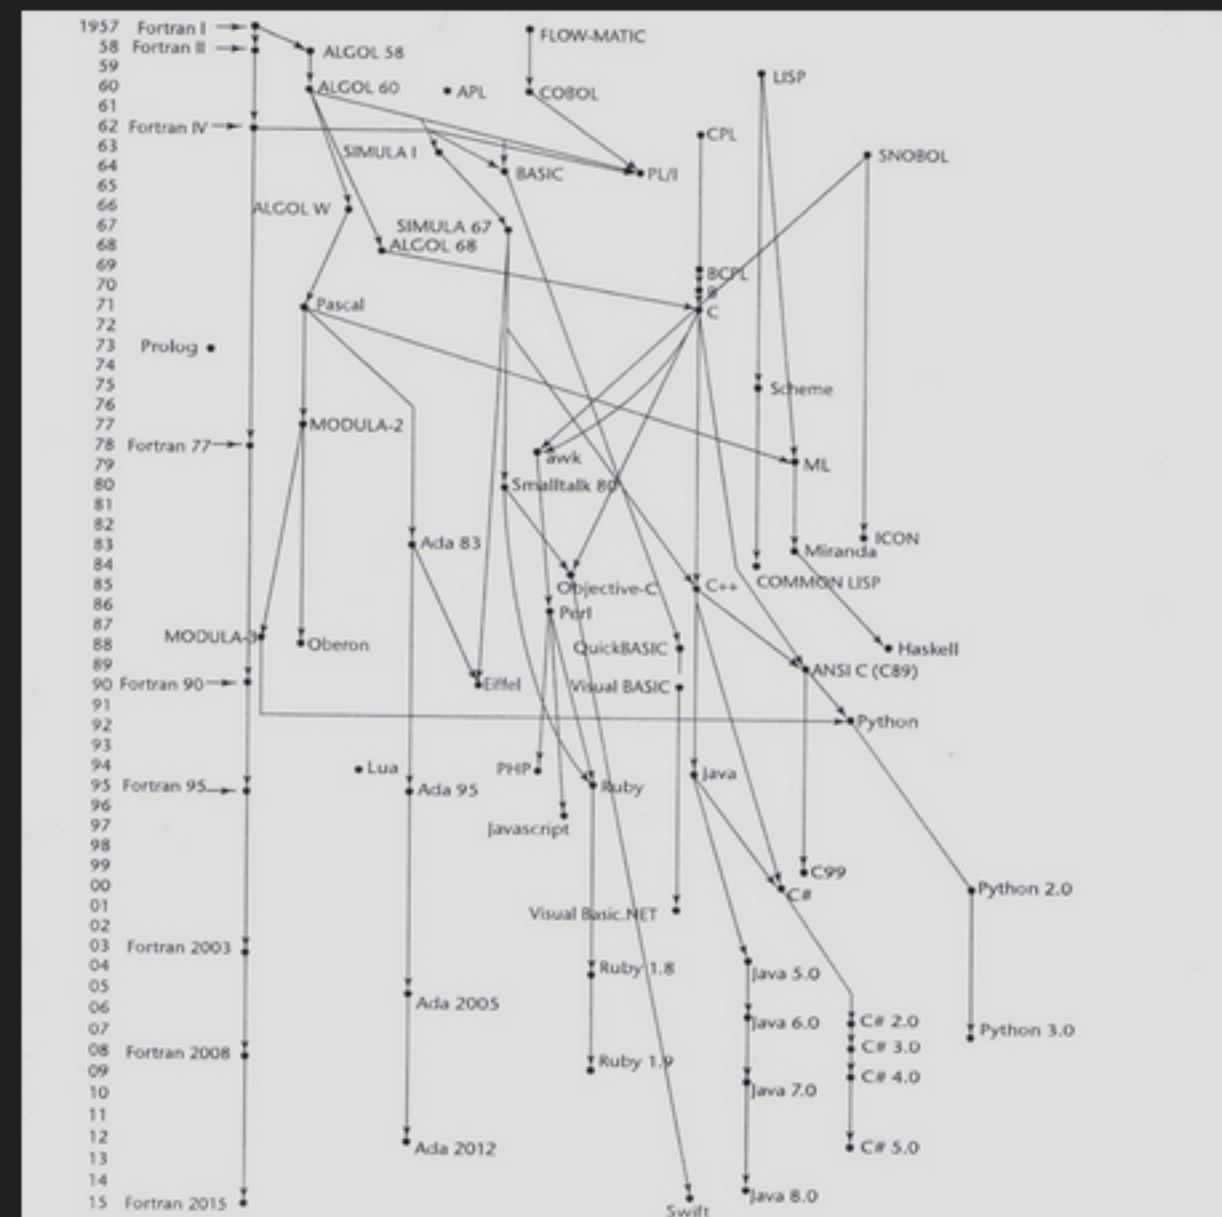 1957 Fortran I FLOW-MATIC
58 Fortran II ALGOL 58
59 LISP
60 ALGOL 60 APL COBOL
61
62 Fortran IV CPL
63 SIMULA I SNOBOL
64 BASIC PL/I
65
66 ALGOL W
67 SIMULA 67
68 ALGOL 68
69 BCPL
70 B
71 Pascal C
72
73 Prolog
74
75 Scheme
76
77 MODULA-2
78 Fortran 77 awk
79 ML
80 Smalltalk 80
81
82 ICON
83 Ada 83 Miranda
84
85 Objective-C C++ COMMON LISP
86 Perl
87 MODULA-3
88 Oberon QuickBASIC Haskell
89 ANSI C (C89)
90 Fortran 90 Eiffel Visual BASIC
91
92 Python
93
94 Lua PHP Java
95 Fortran 95 Ada 95 Ruby
96
97 Javascript
98
99 C99
00 C# Python 2.0
01 Visual Basic.NET
02
03 Fortran 2003
04 Ruby 1.8 Java 5.0
05
06 Ada 2005 Java 6.0 C# 2.0
07 Python 3.0
08 Fortran 2008 C# 3.0
09 Ruby 1.9 C# 4.0
10 Java 7.0
11
12 Ada 2012 C# 5.0
13
14 Java 8.0
15 Fortran 2015 Swift